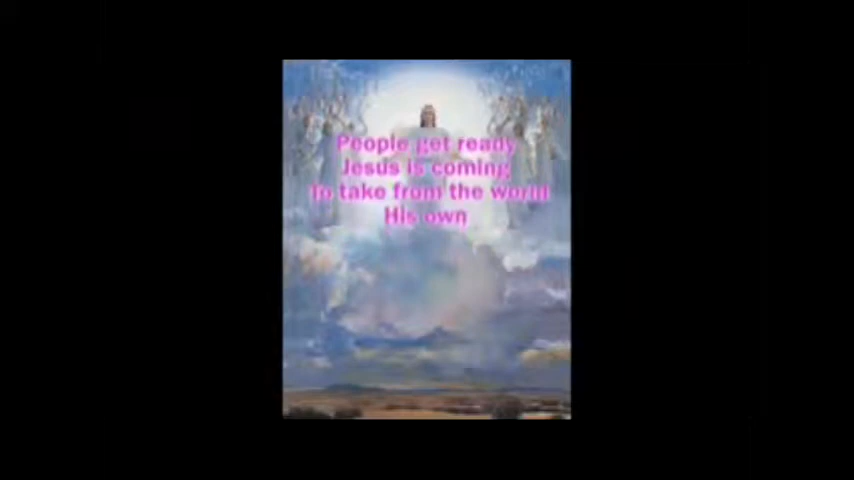 People get ready
Jesus is coming
To take from the world
His own